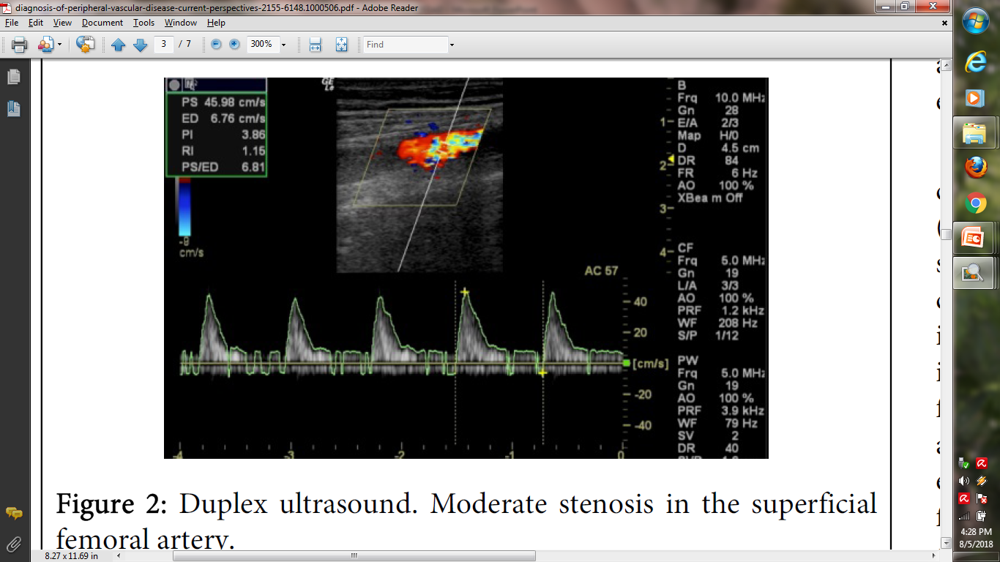 diagnosis-of-peripheral-vascular-disease-current-perspectives-2155-6148.1000506.pdf - Adobe Reader
File Edit View Document Tools Window Help
3 / 7 300% Find
GE
PS 45.98 cm/s
ED 6.76 cm/s
PI 3.86
RI 1.15
PS/ED 6.81
-9
cm/s
1
2
3
4
B
Frq 10.0 MHz
Gn 28
E/A 2/3
Map H/0
D 4.5 cm
DR 84
FR 6 Hz
AO 100 %
XBeam Off
CF
Frq 5.0 MHz
Gn 19
L/A 3/3
AO 100 %
PRF 1.2 kHz
WF 208 Hz
S/P 1/12
PW
Frq 5.0 MHz
Gn 19
AO 100 %
PRF 3.9 kHz
WF 79 Hz
SV 2
DR 40
AC 57
40
20
[cm/s]
-20
-40
-4 -3 -2 -1 0
Figure 2: Duplex ultrasound. Moderate stenosis in the superficial
femoral artery.
8.27 x 11.69 in
4:28 PM
8/5/2018